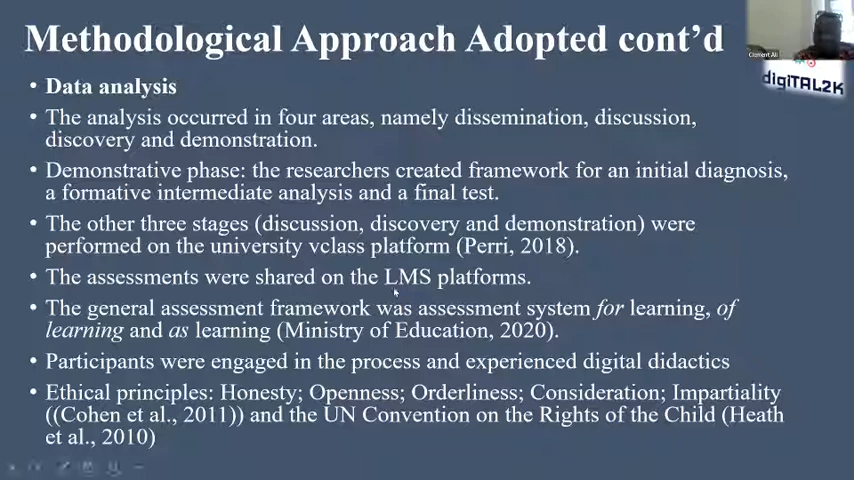 Methodological Approach Adopted cont'd
Clement Ali
digiTAL2K
• Data analysis
• The analysis occurred in four areas, namely dissemination, discussion,
discovery and demonstration.
• Demonstrative phase: the researchers created framework for an initial diagnosis,
a formative intermediate analysis and a final test.
• The other three stages (discussion, discovery and demonstration) were
performed on the university vclass platform (Perri, 2018).
• The assessments were shared on the LMS platforms.
• The general assessment framework was assessment system for learning, of
learning and as learning (Ministry of Education, 2020).
• Participants were engaged in the process and experienced digital didactics
• Ethical principles: Honesty; Openness; Orderliness; Consideration; Impartiality
((Cohen et al., 2011)) and the UN Convention on the Rights of the Child (Heath
et al., 2010)